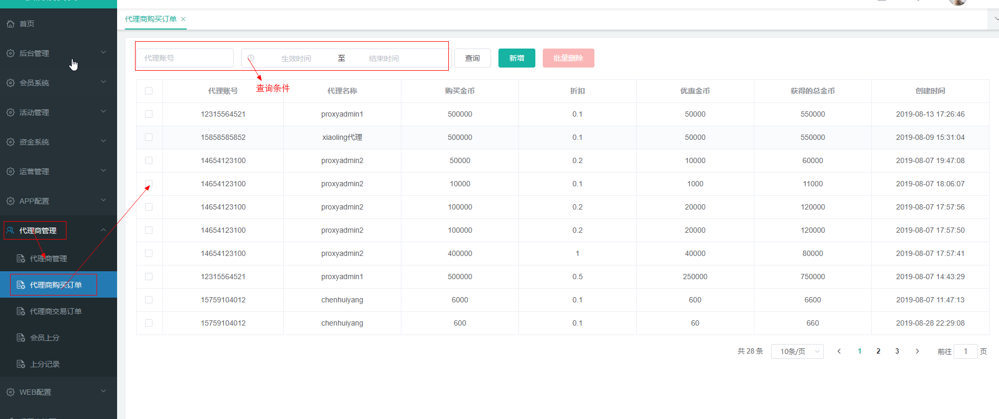 代理商购买订单
首页
后台管理
会员系统
活动管理
资金系统
运营管理
APP配置
代理商管理
代理商管理
代理商购买订单
代理商交易订单
会员上分
上分记录
WEB配置
代理账号 生效时间 至 结束时间 查询 新增 批量删除
查询条件
代理账号 代理名称 购买金币 折扣 优惠金币 获得的总金币 创建时间
12315564521 proxyadmin1 500000 0.1 50000 550000 2019-08-13 17:26:46
15858585852 xiaoling代理 500000 0.1 50000 550000 2019-08-09 15:31:04
14654123100 proxyadmin2 50000 0.2 10000 60000 2019-08-07 19:47:08
14654123100 proxyadmin2 10000 0.1 1000 11000 2019-08-07 18:06:07
14654123100 proxyadmin2 100000 0.2 20000 120000 2019-08-07 17:57:56
14654123100 proxyadmin2 100000 0.2 20000 120000 2019-08-07 17:57:50
14654123100 proxyadmin2 400000 1 40000 80000 2019-08-07 17:57:41
12315564521 proxyadmin1 500000 0.5 250000 750000 2019-08-07 14:43:29
15759104012 chenhuiyang 6000 0.1 600 6600 2019-08-07 11:47:13
15759104012 chenhuiyang 600 0.1 60 660 2019-08-28 22:29:08
共 28 条 10条/页 1 2 3 前往 1 页